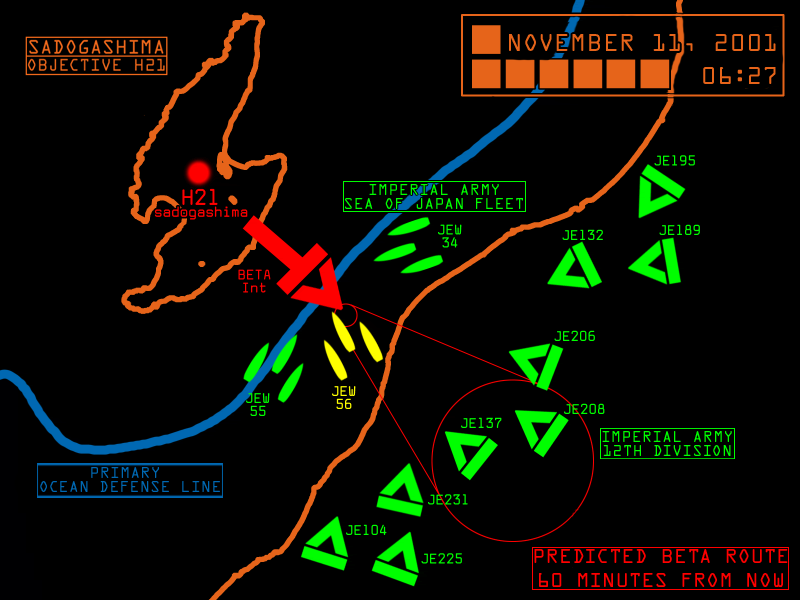 SADOGASHIMA
OBJECTIVE H21
NOVEMBER 11, 2001
06:27
H21
sadogashima
BETA
Int
IMPERIAL ARMY
SEA OF JAPAN FLEET
JEW
34
JE195
JE189
JE132
JE206
JE208
JEW
55
JEW
56
JE137
IMPERIAL ARMY
12TH DIVISION
PRIMARY
OCEAN DEFENSE LINE
JE231
JE104
JE225
PREDICTED BETA ROUTE
60 MINUTES FROM NOW